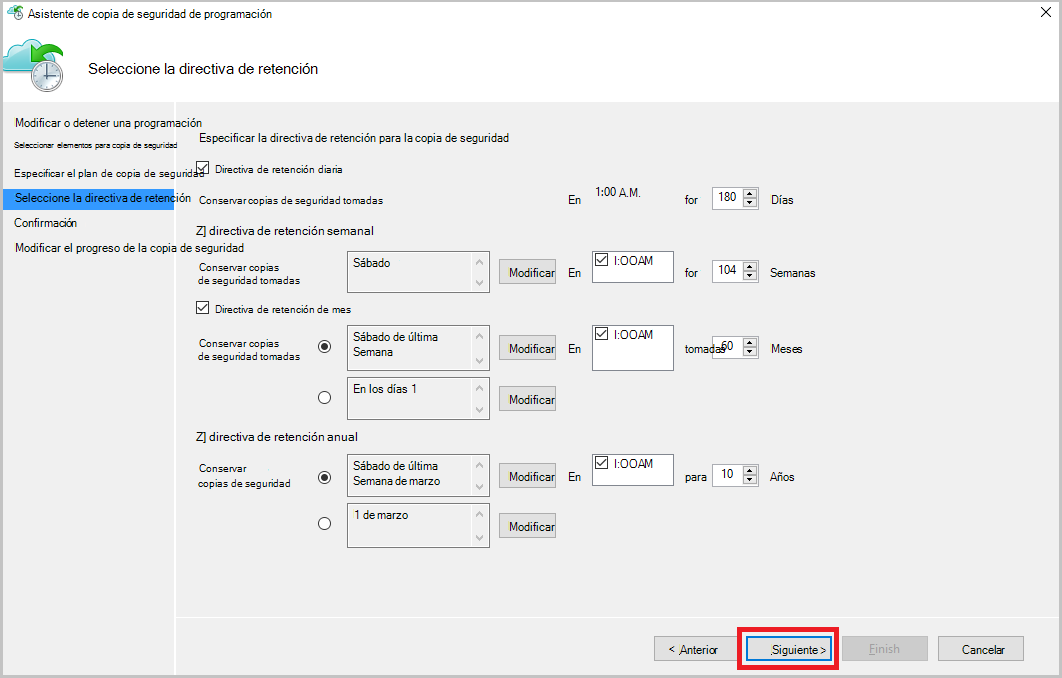 Asistente de copia de seguridad de programación
Seleccione la directiva de retención
Modificar o detener una programación
Seleccionar elementos para copia de seguridad
Especificar el plan de copia de seguridad
Seleccione la directiva de retención
Confirmación
Modificar el progreso de la copia de seguridad
Especificar la directiva de retención para la copia de seguridad
Directiva de retención diaria
Conservar copias de seguridad tomadas En 1:00 A.M. for 180 Días
Z] directiva de retención semanal
Conservar copias
de seguridad tomadas
Sábado
Modificar En I:OOAM for 104 Semanas
Directiva de retención de mes
Conservar copias
de seguridad tomadas
Sábado de última
Semana
Modificar En I:OOAM tomadas 60 Meses
En los días 1
Modificar
Z] directiva de retención anual
Conservar
copias de seguridad
Sábado de última
Semana de marzo
Modificar En I:OOAM para 10 Años
1 de marzo
Modificar
< Anterior .Siguiente > Finish Cancelar